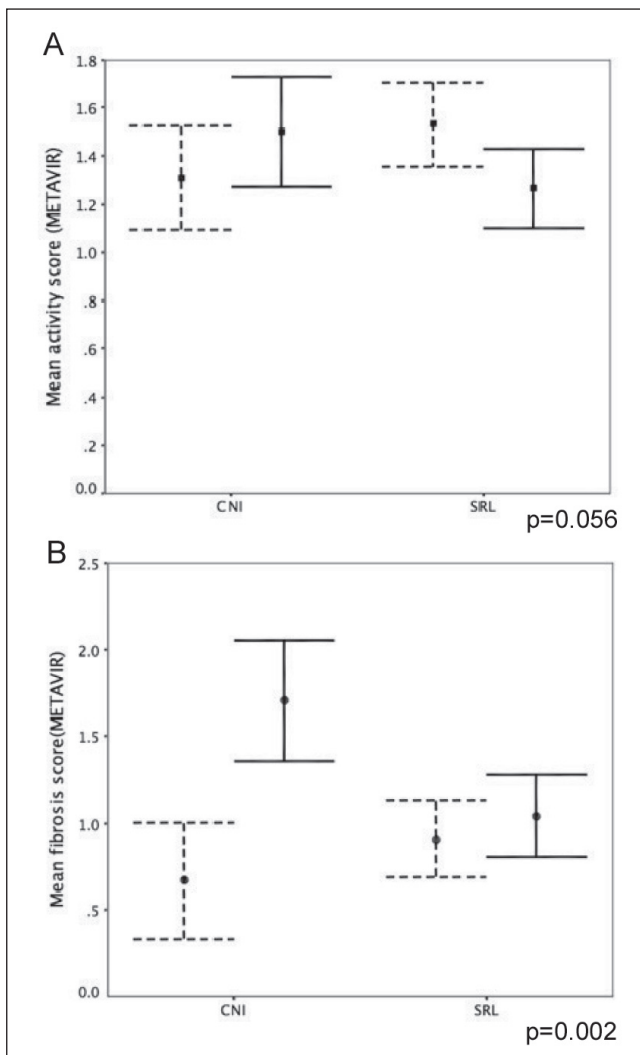 A
Mean activity score (METAVIR)
1.8
1.6
1.4
1.2
1.0
.8
.6
.4
.2
0.0
CNI SRL
p=0.056
B
Mean fibrosis score(METAVIR)
2.5
2.0
1.5
1.0
.5
0.0
CNI SRL
p=0.002